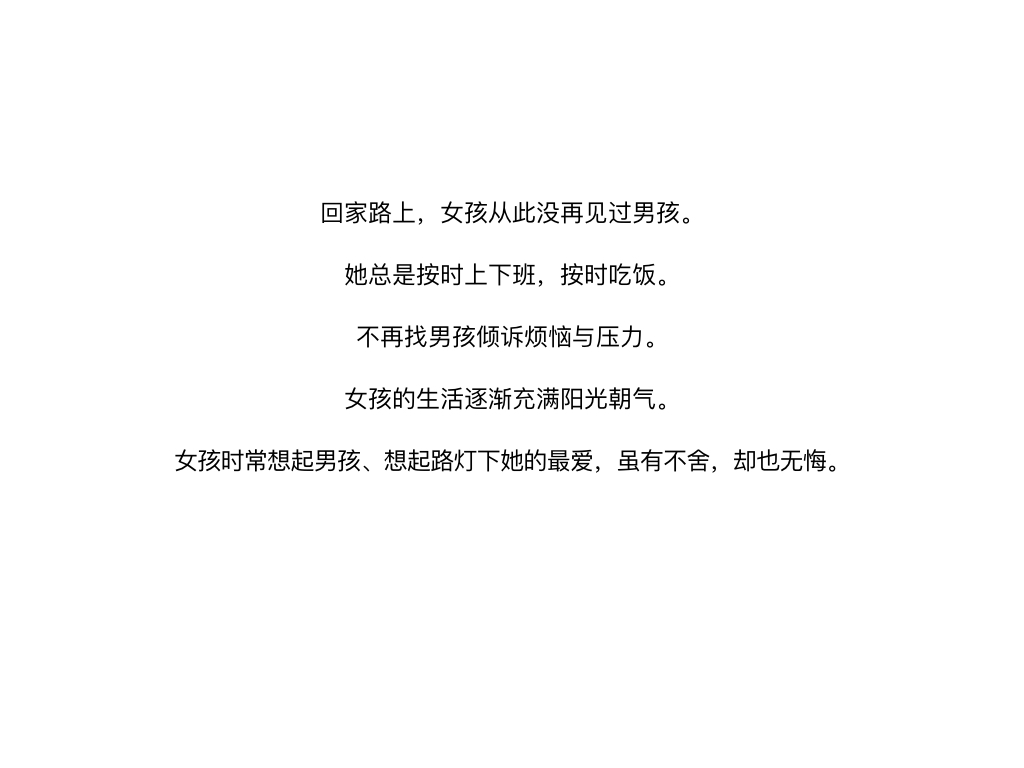 回家路上，女孩从此没再见过男孩。
她总是按时上下班，按时吃饭。
不再找男孩倾诉烦恼与压力。
女孩的生活逐渐充满阳光朝气。
女孩时常想起男孩、想起路灯下她的最爱，虽有不舍，却也无悔。